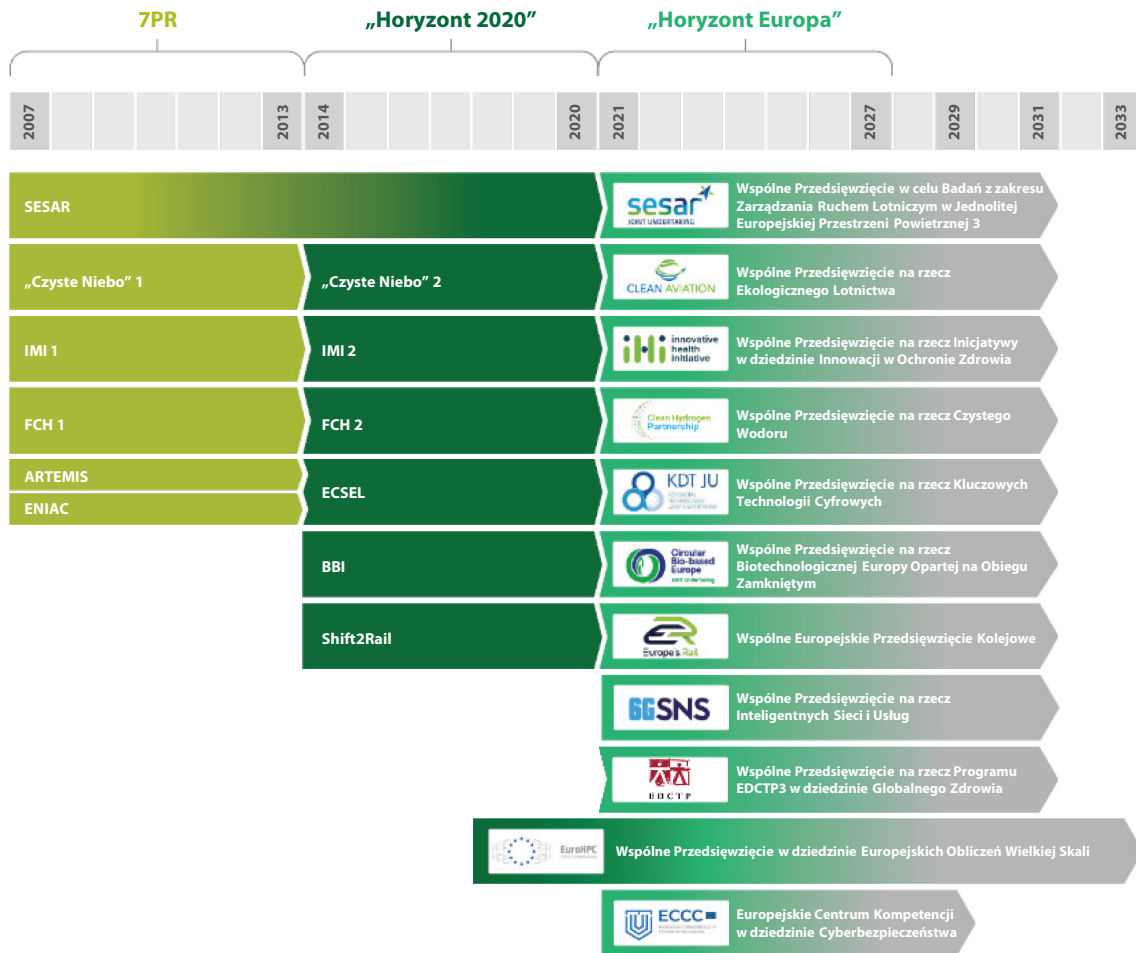 7PR
„Horyzont 2020”
„Horyzont Europa”
2007
2013
2014
2020
2021
2027
2029
2031
2033
SESAR
sesar
JOINT UNDERTAKING
Wspólne Przedsięwzięcie w celu Badań z zakresu
Zarządzania Ruchem Lotniczym w Jednolitej
Europejskiej Przestrzeni Powietrznej 3
„Czyste Niebo” 1
„Czyste Niebo” 2
CLEAN AVIATION
Wspólne Przedsięwzięcie na rzecz
Ekologicznego Lotnictwa
IMI 1
IMI 2
iHi
innovative
health
initiative
Wspólne Przedsięwzięcie na rzecz Inicjatywy
w dziedzinie Innowacji w Ochronie Zdrowia
FCH 1
FCH 2
Clean Hydrogen
Partnership
Wspólne Przedsięwzięcie na rzecz Czystego
Wodoru
ARTEMIS
ENIAC
ECSEL
KDT JU
Wspólne Przedsięwzięcie na rzecz Kluczowych
Technologii Cyfrowych
BBI
Circular
Bio-based
Europe
Joint Undertaking
Wspólne Przedsięwzięcie na rzecz
Biotechnologicznej Europy Opartej na Obiegu
Zamkniętym
Shift2Rail
Europe's Rail
Wspólne Europejskie Przedsięwzięcie Kolejowe
6GSNS
Wspólne Przedsięwzięcie na rzecz
Inteligentnych Sieci i Usług
EDCTP
Wspólne Przedsięwzięcie na rzecz Programu
EDCTP3 w dziedzinie Globalnego Zdrowia
EuroHPC
Wspólne Przedsięwzięcie w dziedzinie Europejskich Obliczeń Wielkiej Skali
ECCC
Europejskie Centrum Kompetencji
w dziedzinie Cyberbezpieczeństwa